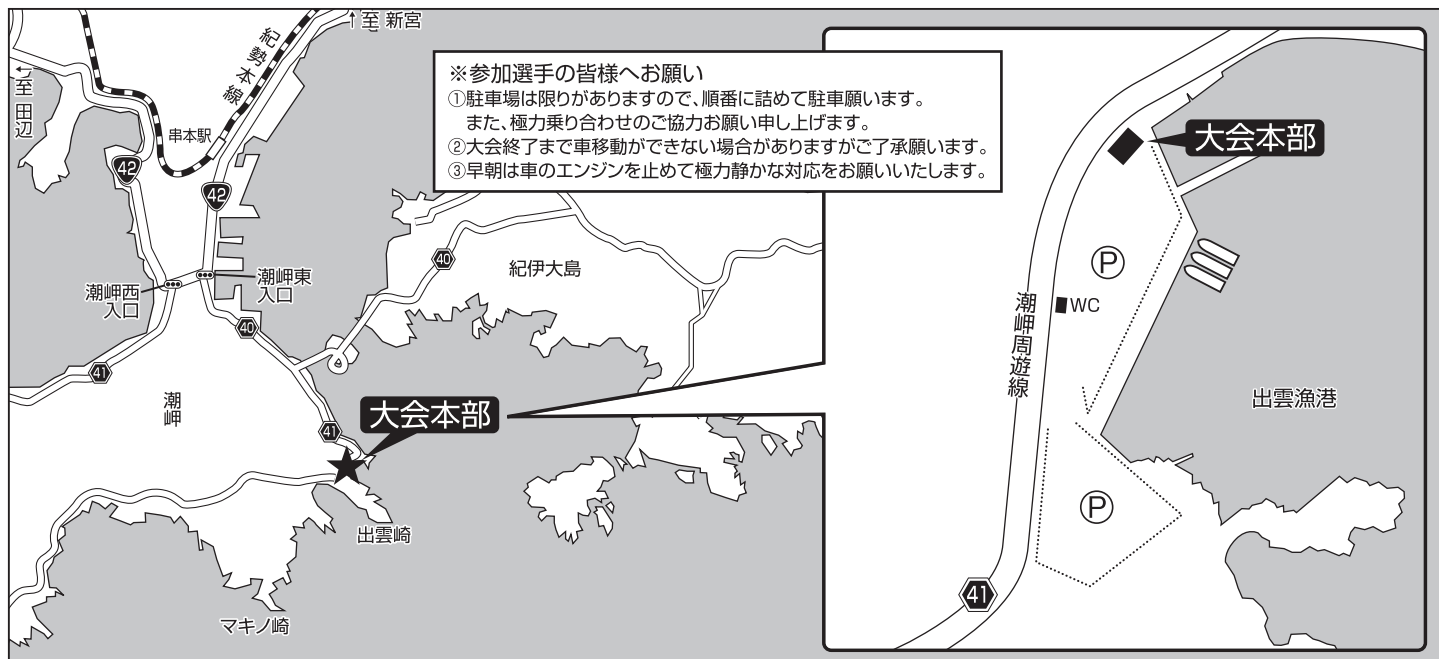 ↑至 新宮
紀勢本線
←至 田辺
串本駅
42
42
潮岬西
入口
潮岬東
入口
40
40
41
41
潮岬
紀伊大島
大会本部
出雲崎
マキノ崎
※参加選手の皆様へお願い
①駐車場は限りがありますので、順番に詰めて駐車願います。
また、極力乗り合わせのご協力お願い申し上げます。
②大会終了まで車移動ができない場合がありますがご了承願います。
③早朝は車のエンジンを止めて極力静かな対応をお願いいたします。
大会本部
P
WC
潮岬周遊線
出雲漁港
P
41